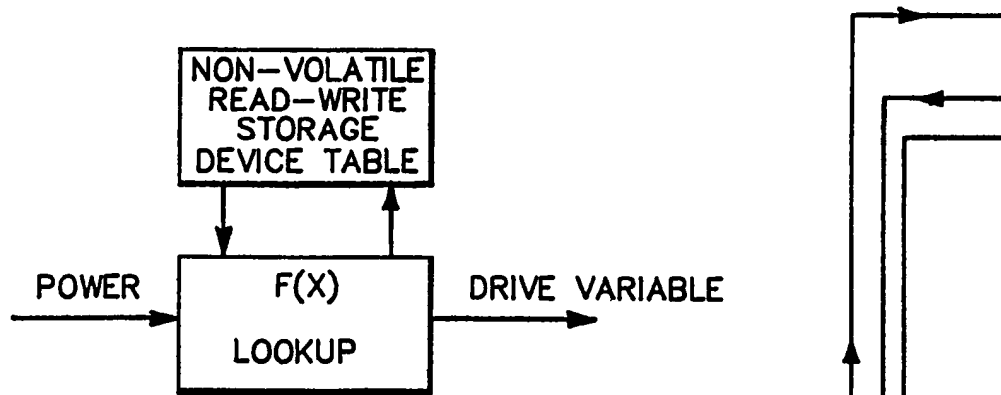 NON-VOLATILE
READ-WRITE
STORAGE
DEVICE TABLE
POWER
F(X)
LOOKUP
DRIVE VARIABLE